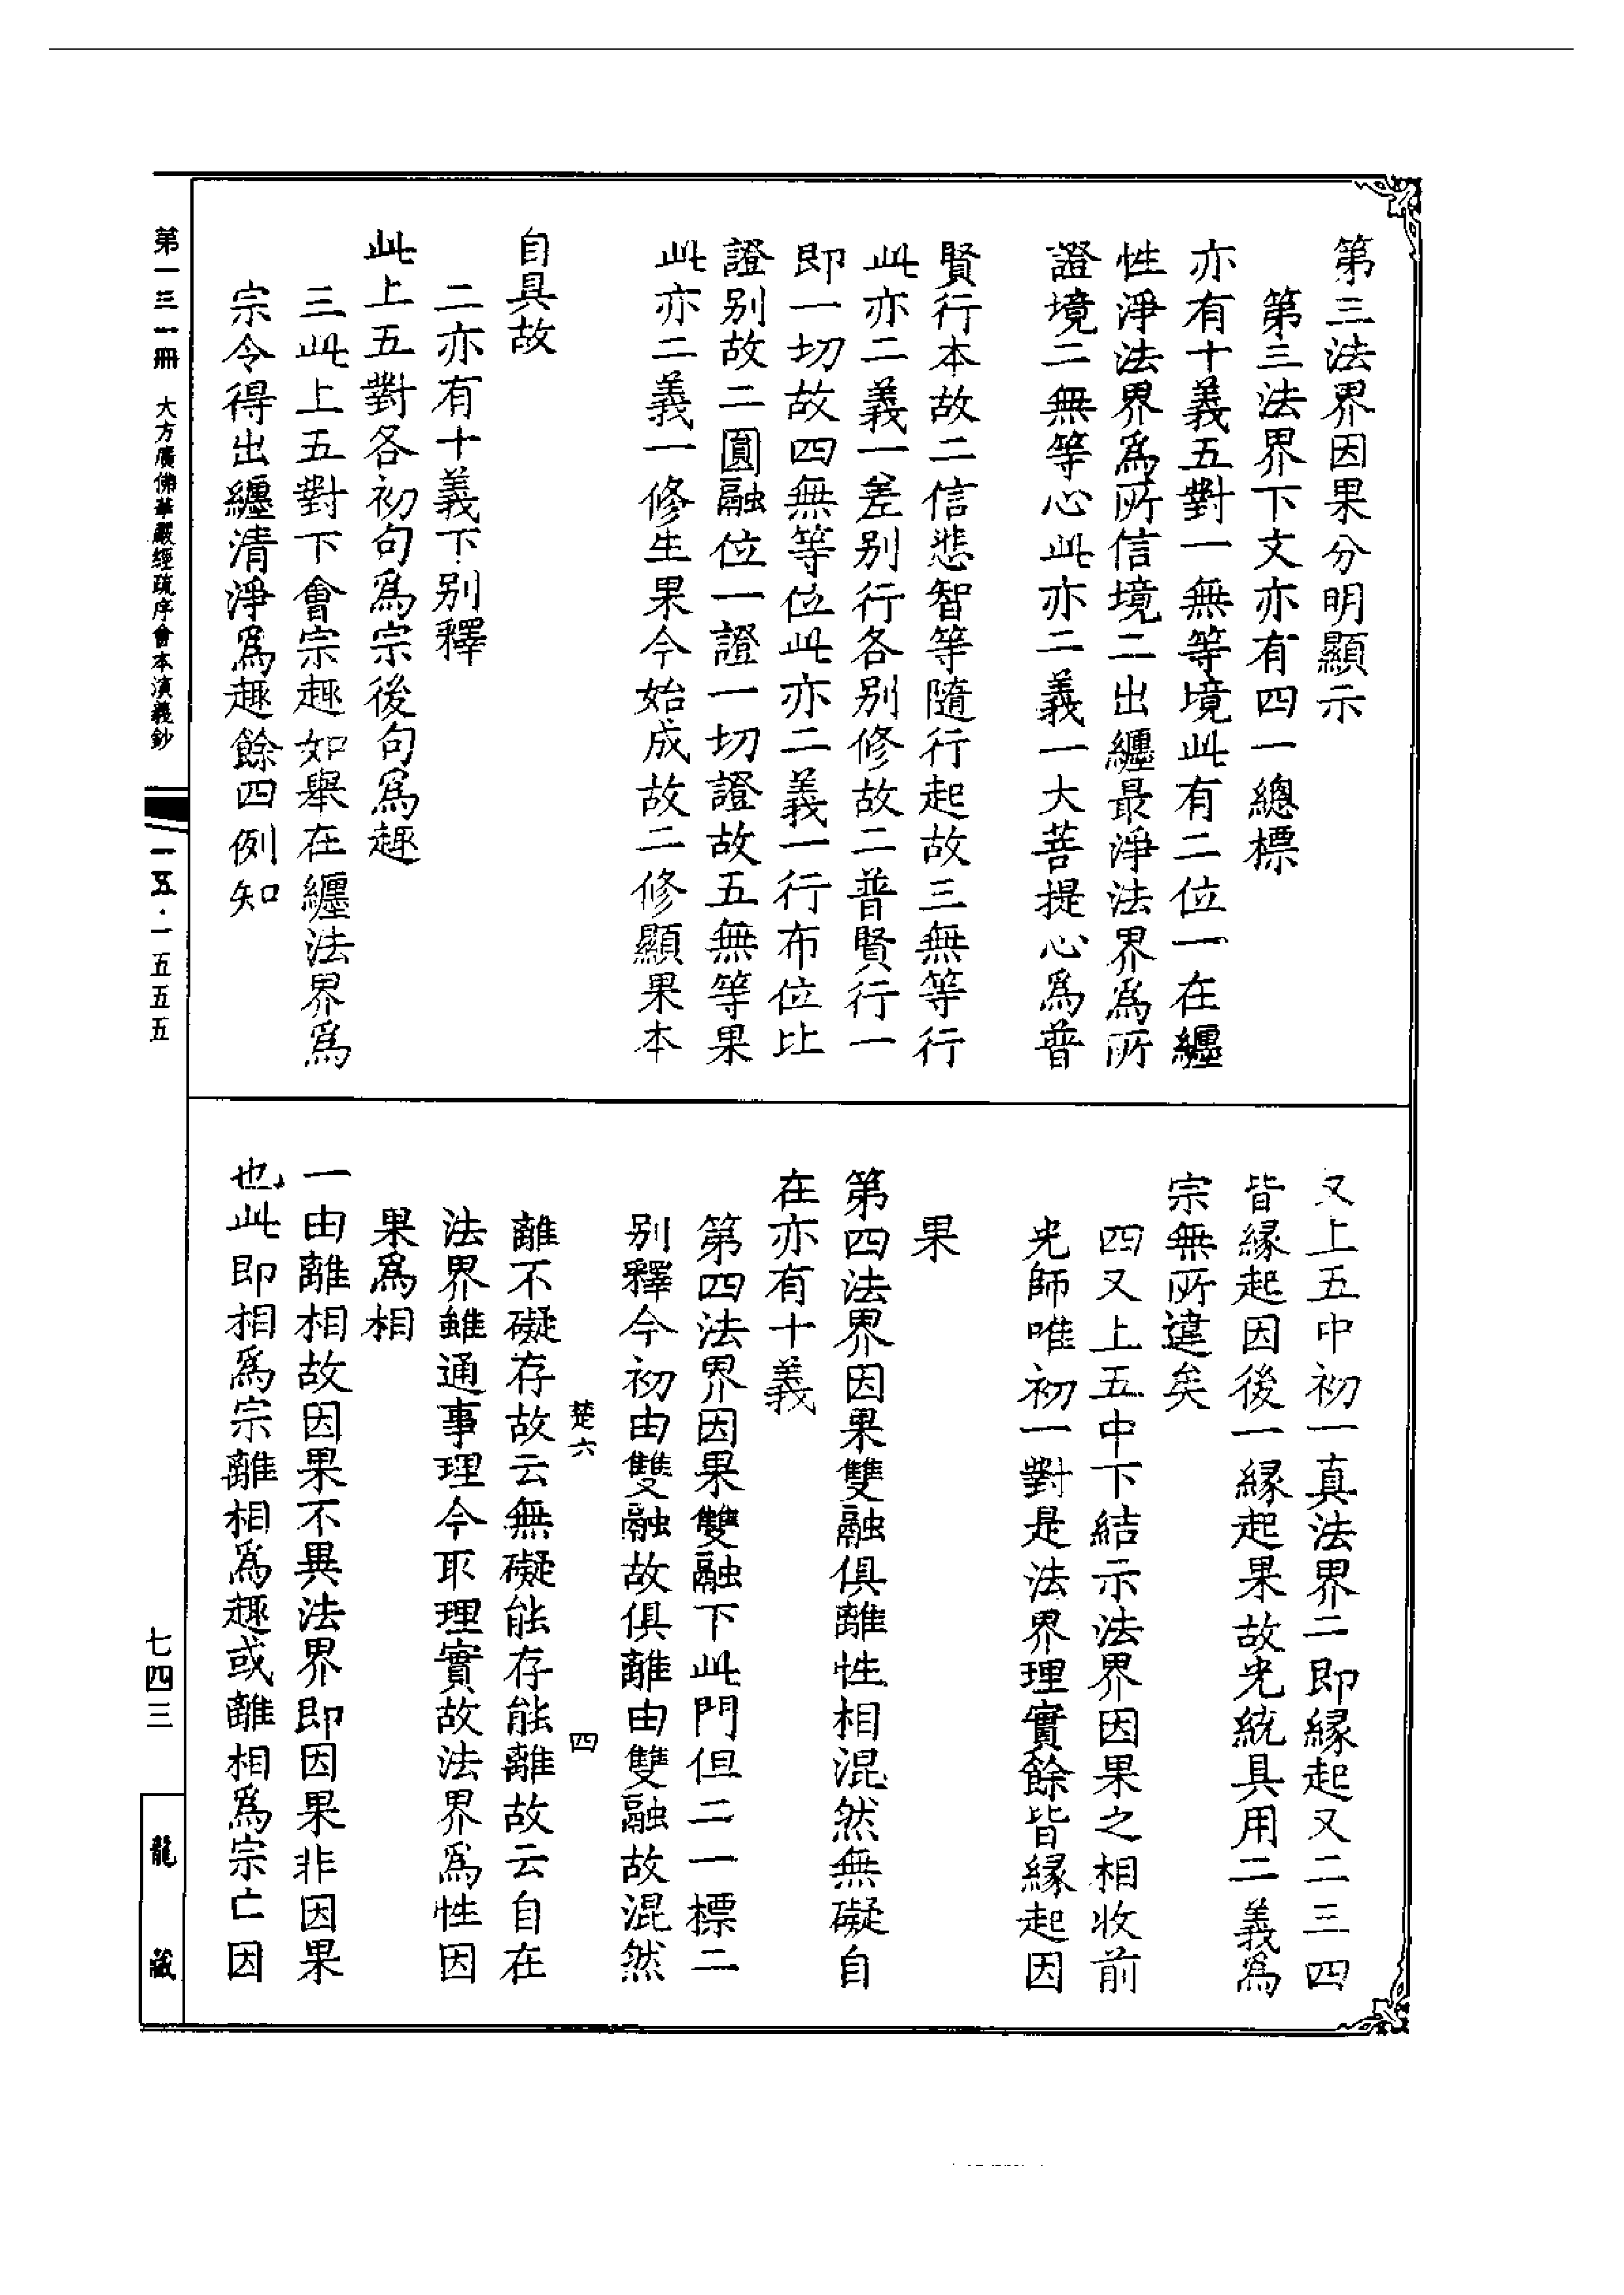 第三法界因果分明顯示
第三法界下文亦有四一總標
亦有十義五對一無等境此有二位一在纏
性淨法界爲所信境二出纏最淨法界爲所
證境二無等心此亦二義一大菩提心爲普
賢行本故二信悲智等隨行起故三無等行
此亦二義一差别行各别修故二普賢行一
即一切故四無等位此亦二義一行布位比
證别故二圓融位一證一切證故五無等果
此亦二義一修生果今始成故二修顯果本
自具故
二亦有十義下别釋
此上五對各初句爲宗後句爲趣
三此上五對下會宗趣如舉在纏法界爲
宗令得出纏清淨爲趣餘四例知
又上五中初一真法界二即緣起又二三四
皆緣起因後一緣起果故光統具用二義爲
宗無所違矣
四又上五中下結示法界因果之相收前
光師唯初一對是法界理實餘皆緣起因
果
第四法界因果雙融俱離性相混然無礙自
在亦有十義
第四法界因果雙融下此門但二一標二
别釋今初由雙融故俱離由雙融故混然
楚六 四
離不礙存故云無礙能存能離故云自在
法界雖通事理今取理實故法界爲性因
果爲相
一由離相故因果不異法界即因果非因果
也此即相爲宗離相爲趣或離相爲宗亡因
第一三一冊 大方廣佛華嚴經疏序會本演義鈔
一五·一五五五
七四三
龍藏